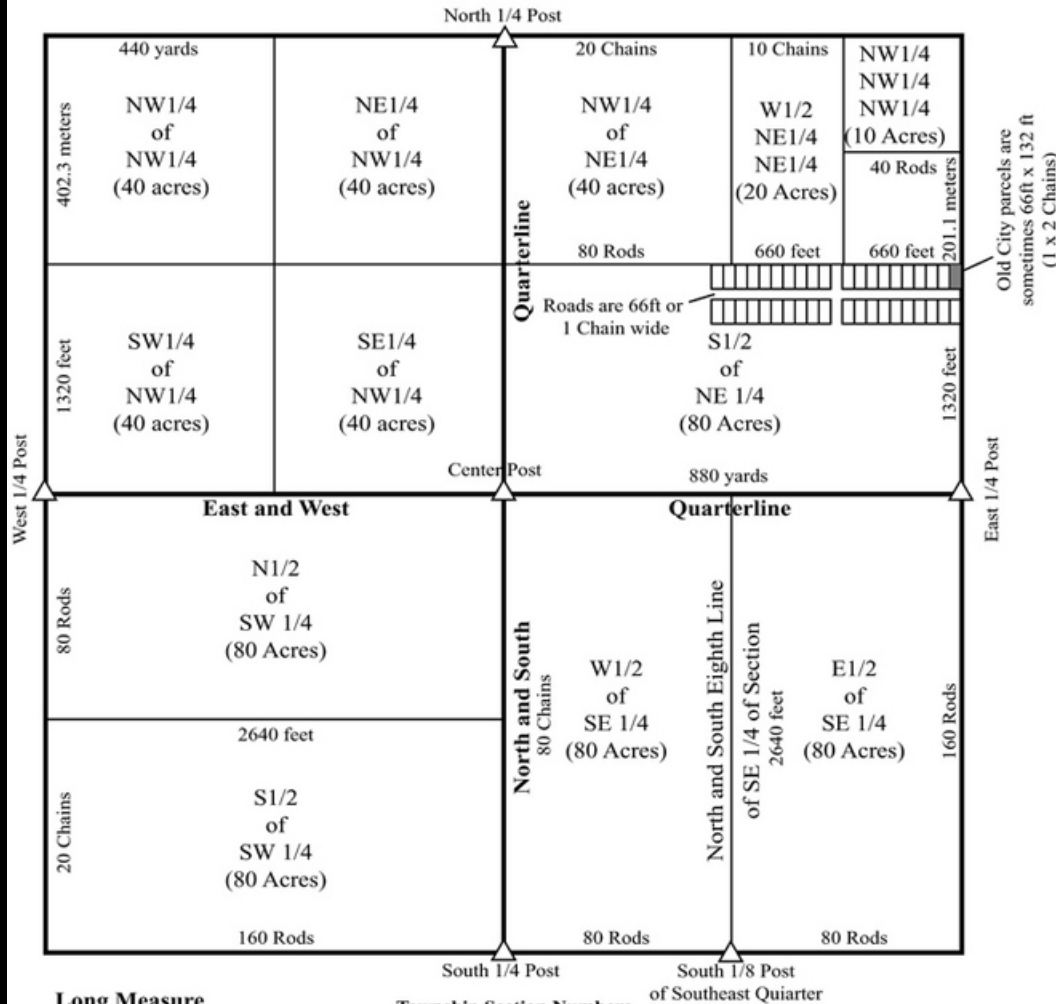 North 1/4 Post
440 yards
20 Chains
10 Chains
NW1/4
NW1/4
NW1/4
(10 Acres)
402.3 meters
NW1/4
of
NW1/4
(40 acres)
NE1/4
of
NW1/4
(40 acres)
NW1/4
of
NE1/4
(40 acres)
W1/2
NE1/4
NE1/4
(20 Acres)
40 Rods
201.1 meters
Old City parcels are
sometimes 66ft x 132 ft
(1 x 2 Chains)
Quarterline
80 Rods
660 feet
660 feet
Roads are 66ft or
1 Chain wide
1320 feet
SW1/4
of
NW1/4
(40 acres)
SE1/4
of
NW1/4
(40 acres)
S1/2
of
NE 1/4
(80 Acres)
1320 feet
West 1/4 Post
Center Post
880 yards
East 1/4 Post
East and West
Quarterline
80 Rods
N1/2
of
SW 1/4
(80 Acres)
North and South
80 Chains
W1/2
of
SE 1/4
(80 Acres)
North and South Eighth Line
of SE 1/4 of Section
2640 feet
E1/2
of
SE 1/4
(80 Acres)
160 Rods
2640 feet
20 Chains
S1/2
of
SW 1/4
(80 Acres)
160 Rods
80 Rods
80 Rods
South 1/4 Post
South 1/8 Post
of Southeast Quiarter
Long Measure
Township Section Numbers